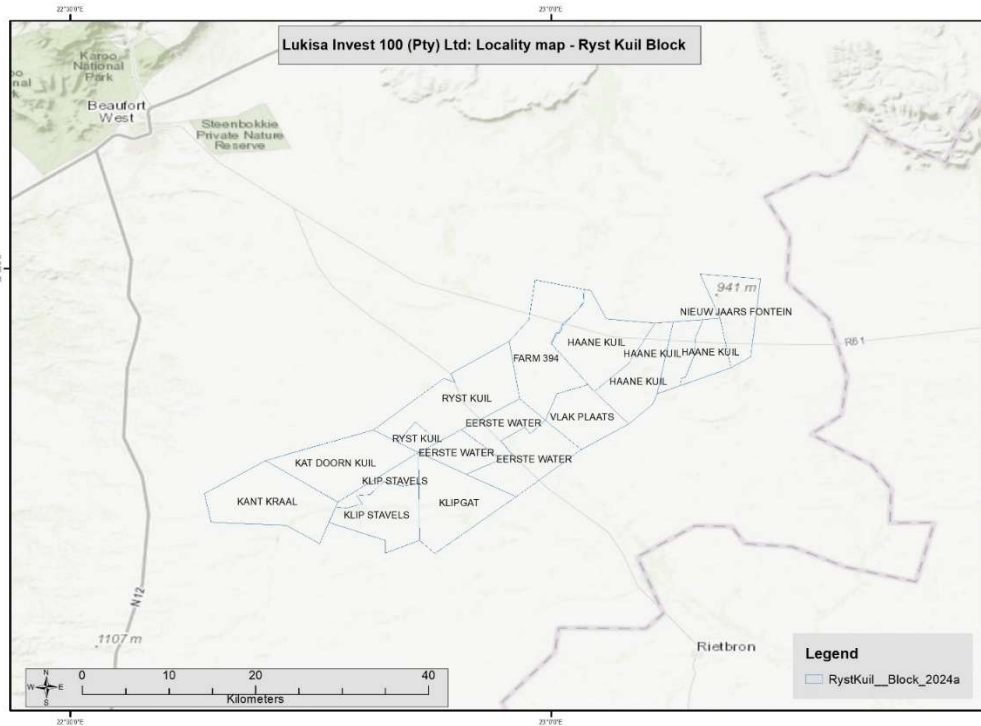 22°30'0"E
23°0'0"E
Lukisa Invest 100 (Pty) Ltd: Locality map - Ryst Kuil Block
Karoo
National
Park
Beaufort
West
Steenbokkie
Private Nature
Reserve
941 m
NIEUW JAARS FONTEIN
HAANE KUIL
R61
FARM 394
HAANE KUIL
HAANE KUIL
HAANE KUIL
RYST KUIL
VLAK PLAATS
EERSTE WATER
RYST KUIL
EERSTE WATER
EERSTE WATER
KAT DOORN KUIL
KLIP STAVELS
KANT KRAAL
KLIP STAVELS
KLIPGAT
N12
1107 m
Rietbron
N
W E
S
0 10 20 40
Kilometers
Legend
RystKuil__Block_2024a
22°30'0"E
23°0'0"E